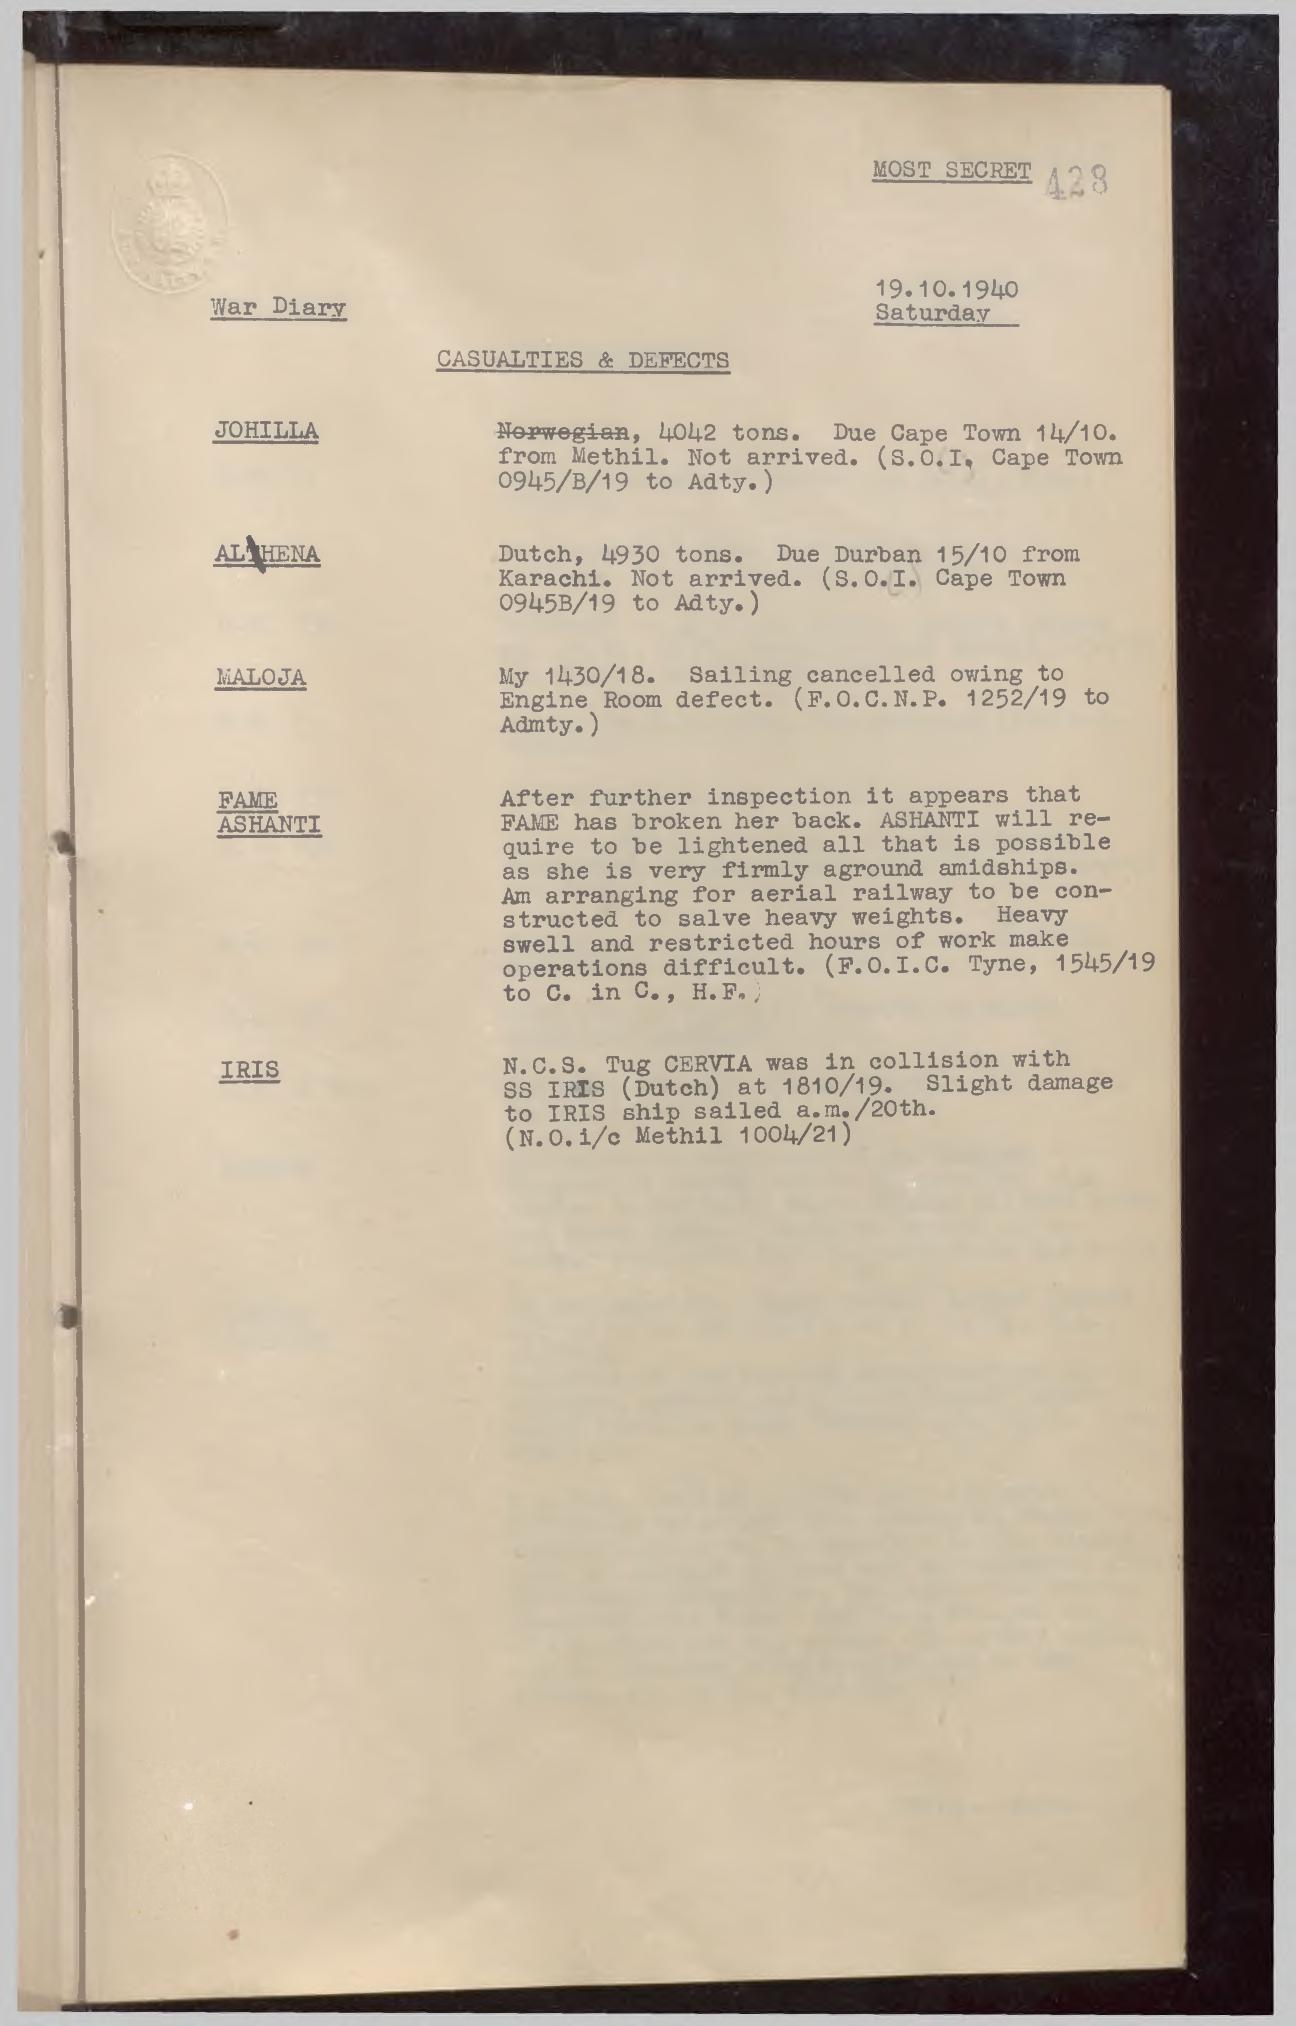 MOST SECRET 428
19.10.1940
War Diary
Saturday
CASUALTIES & DEFECTS
JOHILLA
Norwegian, 4042 tons. Due Cape Town 14/10.
from Methil. Not arrived. (S.O.I, Cape Town
0945/B/19 to Adty.)
ALHENA
Dutch, 4930 tons. Due Durban 15/10 from
Karachi. Not arrived. (S.O.I. Cape Town
0945B/19 to Adty.)
MALOJA
My 1430/18. Sailing cancelled owing to
Engine Room defect. (F.O.C.N.P. 1252/19 to
Admty.)
FAME
ASHANTI
After further inspection it appears that
FAME has broken her back. ASHANTI will re-
quire to be lightened all that is possible
as she is very firmly aground amidships.
Am arranging for aerial railway to be con-
structed to salve heavy weights. Heavy
swell and restricted hours of work make
operations difficult. (F.O.I.C. Tyne, 1545/19
to C. in C., H.F.)
IRIS
N.C.S. Tug CERVIA was in collision with
SS IRIS (Dutch) at 1810/19. Slight damage
to IRIS ship sailed a.m./20th.
(N.O.i/c Methil 1004/21)